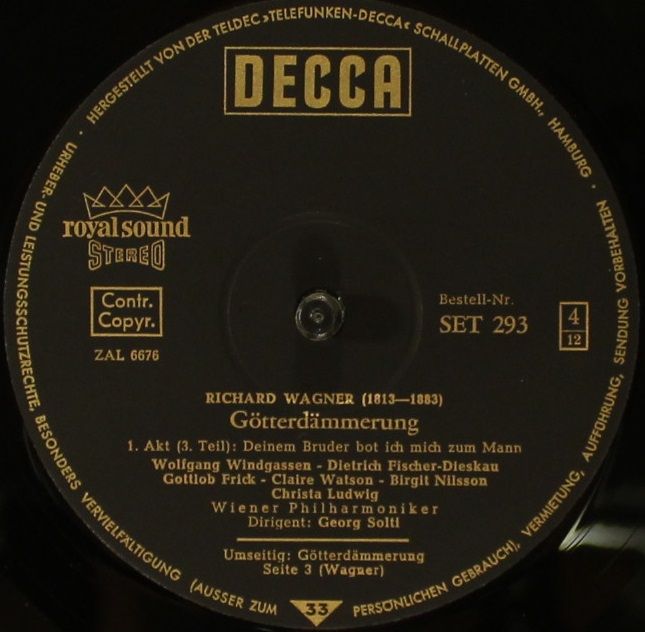 HERGESTELLT VON DER TELDEC »TELEFUNKEN-DECCA« SCHALLPLATTEN GMBH., HAMBURG ·
URHEBER- UND LEISTUNGSSCHUTZRECHTE, BESONDERS VERVIELFÄLTIGUNG (AUSSER ZUM PERSÖNLICHEN GEBRAUCH), VERMIETUNG, AUFFÜHRUNG, SENDUNG VORBEHALTEN ·
DECCA
royal sound
STEREO
Contr.
Copyr.
ZAL 6676
Bestell-Nr.
SET 293
4
12
RICHARD WAGNER (1813—1883)
Götterdämmerung
1. Akt (3. Teil): Deinem Bruder bot ich mich zum Mann
Wolfgang Windgassen - Dietrich Fischer-Dieskau
Gottlob Frick - Claire Watson - Birgit Nilsson
Christa Ludwig
Wiener Philharmoniker
Dirigent: Georg Solti
Umseitig: Götterdämmerung
Seite 3 (Wagner)
33